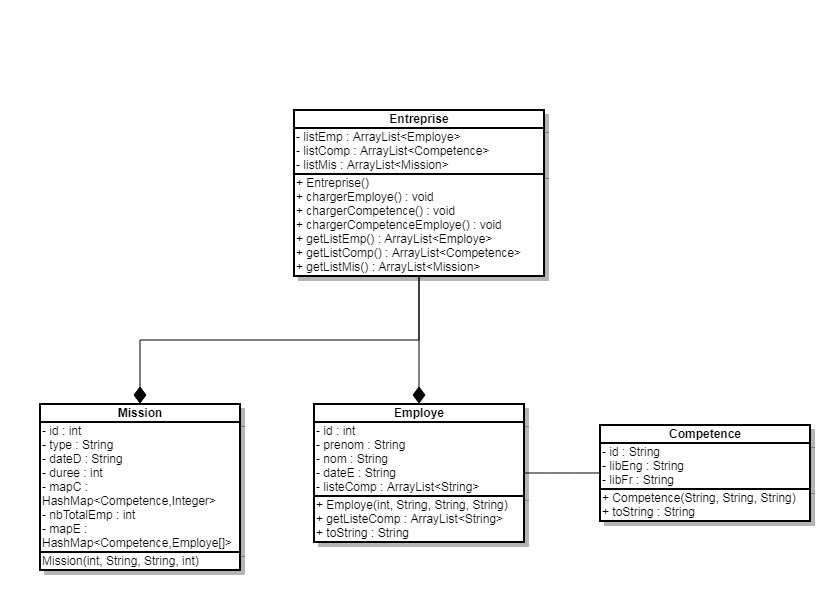 Entreprise
- listEmp : ArrayList<Employe>
- listComp : ArrayList<Competence>
- listMis : ArrayList<Mission>
+ Entreprise()
+ chargerEmploye() : void
+ chargerCompetence() : void
+ chargerCompetenceEmploye() : void
+ getListEmp() : ArrayList<Employe>
+ getListComp() : ArrayList<Competence>
+ getListMis() : ArrayList<Mission>
Mission
- id : int
- type : String
- dateD : String
- duree : int
- mapC :
HashMap<Competence,Integer>
- nbTotalEmp : int
- mapE :
HashMap<Competence,Employe[]>
Mission(int, String, String, int)
Employe
- id : int
- prenom : String
- nom : String
- dateE : String
- listeComp : ArrayList<String>
+ Employe(int, String, String, String)
+ getListeComp : ArrayList<String>
+ toString : String
Competence
- id : String
- libEng : String
- libFr : String
+ Competence(String, String, String)
+ toString : String